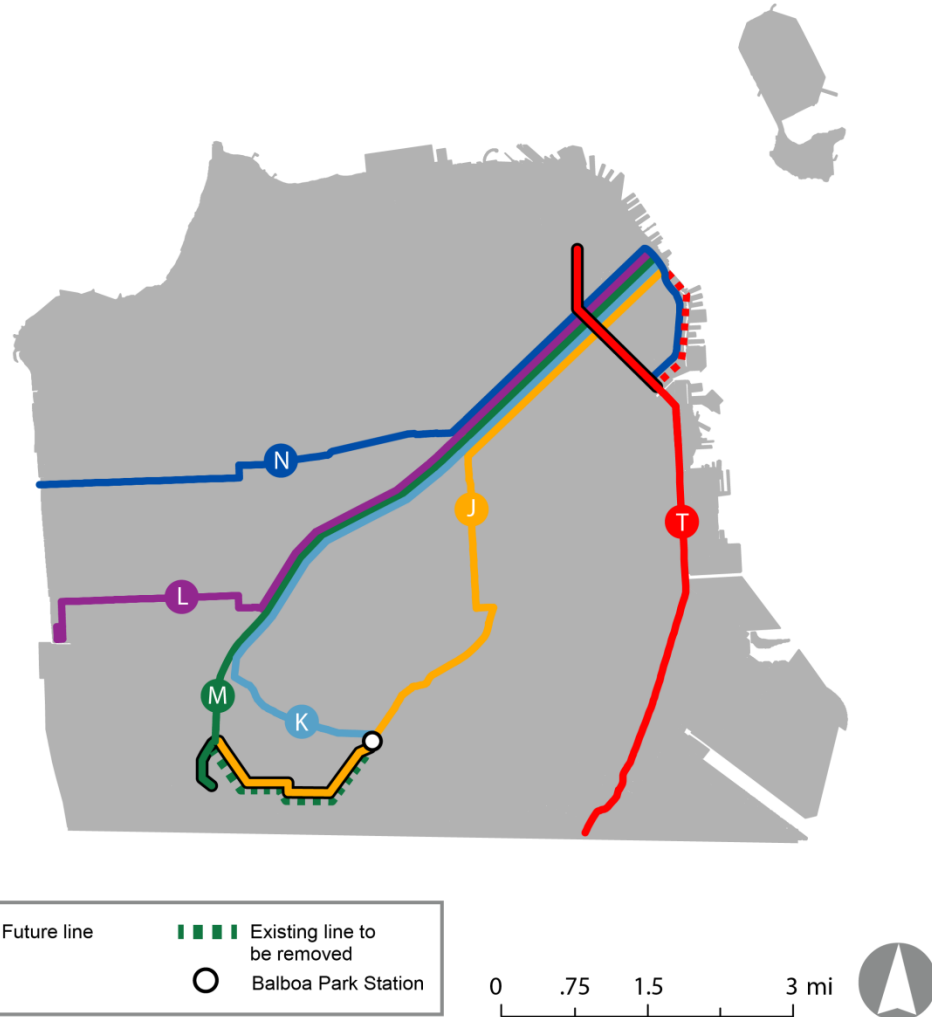 N
J
T
L
M
K
Future line
Existing line to
be removed
Balboa Park Station
0 .75 1.5 3 mi